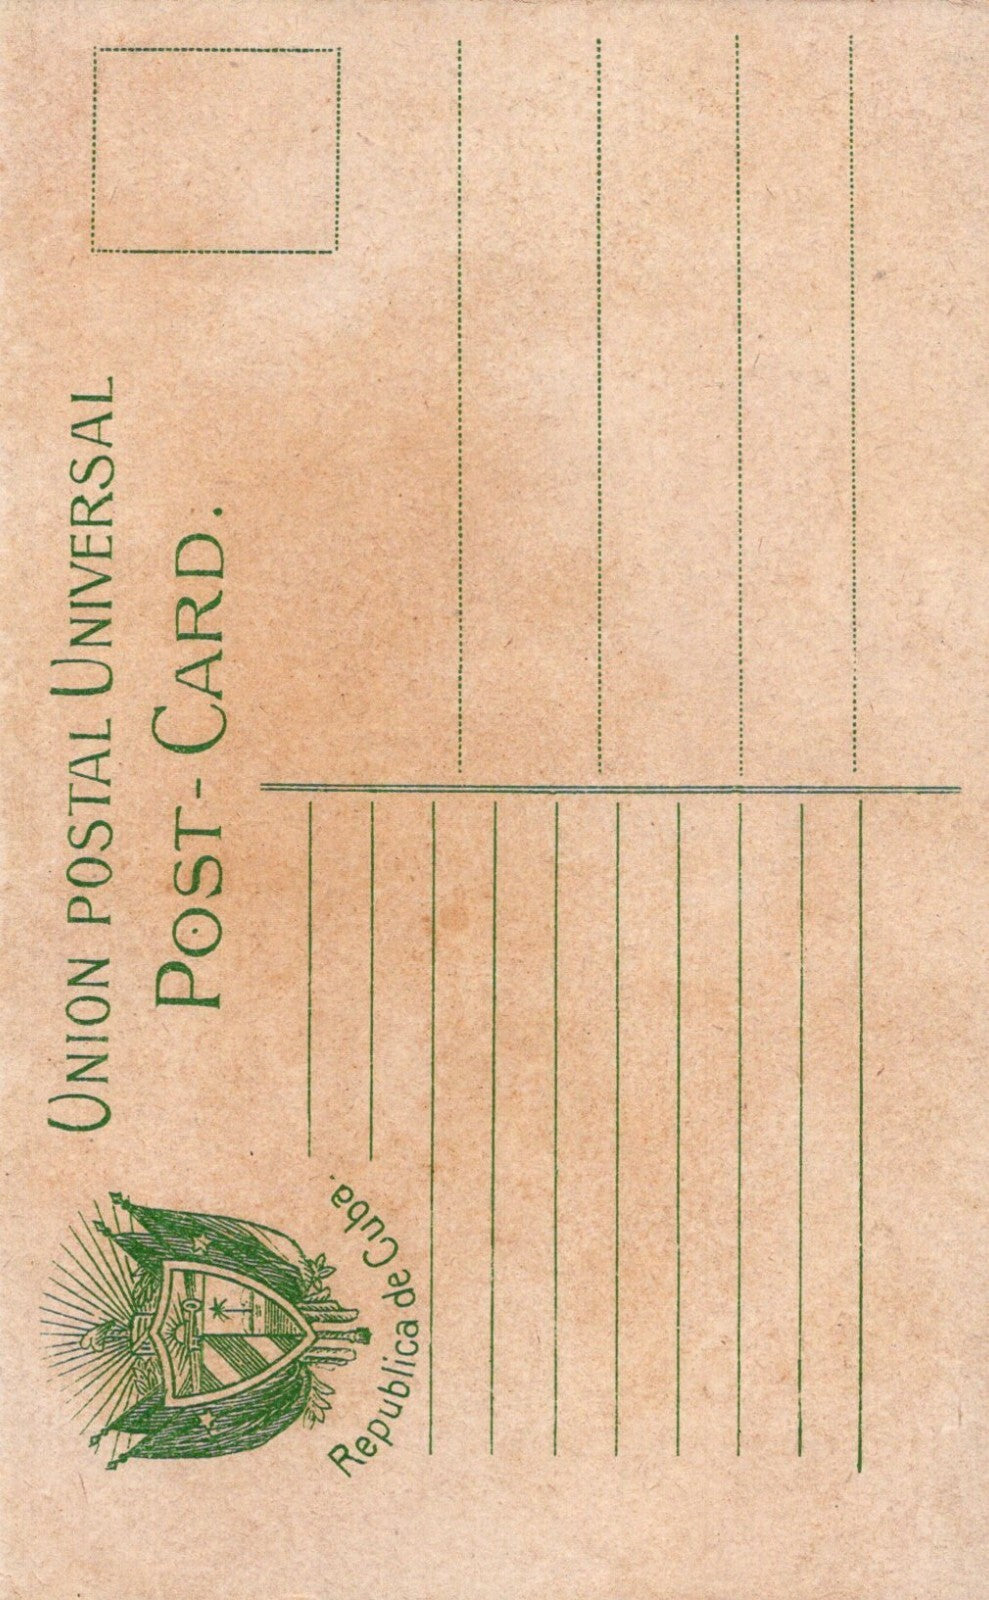 UNION POSTAL UNIVERSAL
POST-CARD.
Republica de Cuba.